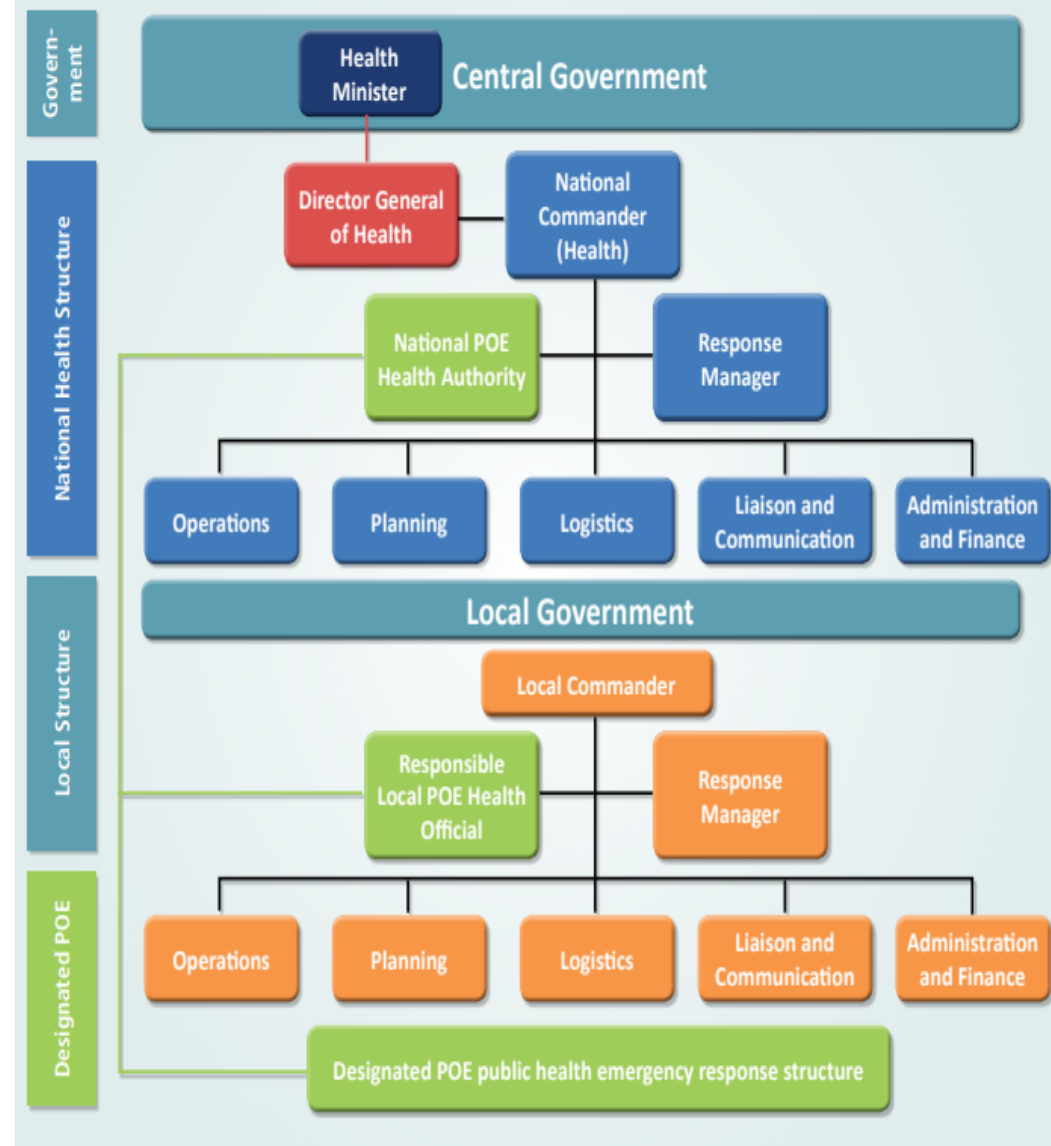 Govern-
ment
Health
Minister
Central Government
National Health Structure
Director General
of Health
National
Commander
(Health)
National POE
Health Authority
Response
Manager
Operations
Planning
Logistics
Liaison and
Communication
Administration
and Finance
Local Structure
Local Government
Local Commander
Responsible
Local POE Health
Official
Response
Manager
Designated POE
Operations
Planning
Logistics
Liaison and
Communication
Administration
and Finance
Designated POE public health emergency response structure